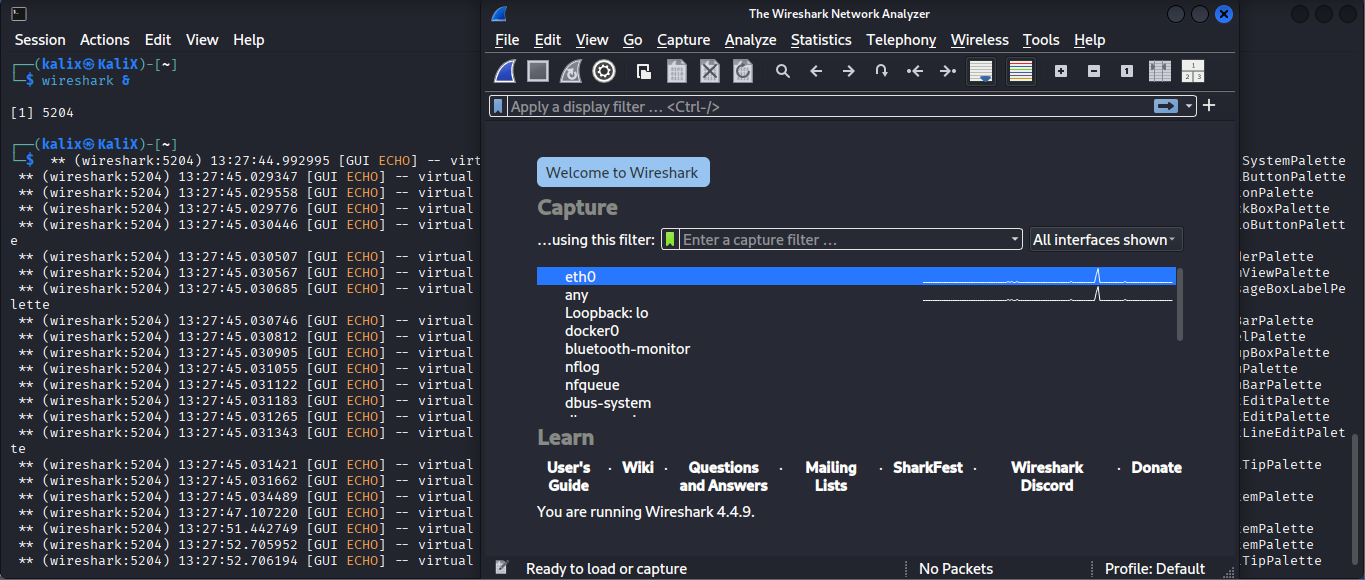 Session Actions Edit View Help
┌──(kalix㉿KaliX)-[~]
└─$ wireshark &
[1] 5204
┌──(kalix㉿KaliX)-[~]
└─$ ** (wireshark:5204) 13:27:44.992995 [GUI ECHO] -- virt SystemPalette
** (wireshark:5204) 13:27:45.029347 [GUI ECHO] -- virtual ButtonPalette
** (wireshark:5204) 13:27:45.029558 [GUI ECHO] -- virtual onPalette
** (wireshark:5204) 13:27:45.029776 [GUI ECHO] -- virtual ckBoxPalette
** (wireshark:5204) 13:27:45.030446 [GUI ECHO] -- virtual oButtonPalett
e
** (wireshark:5204) 13:27:45.030507 [GUI ECHO] -- virtual derPalette
** (wireshark:5204) 13:27:45.030567 [GUI ECHO] -- virtual ViewPalette
** (wireshark:5204) 13:27:45.030685 [GUI ECHO] -- virtual sageBoxLabelPa
lette
** (wireshark:5204) 13:27:45.030746 [GUI ECHO] -- virtual BarPalette
** (wireshark:5204) 13:27:45.030812 [GUI ECHO] -- virtual elPalette
** (wireshark:5204) 13:27:45.030905 [GUI ECHO] -- virtual upBoxPalette
** (wireshark:5204) 13:27:45.031055 [GUI ECHO] -- virtual Palette
** (wireshark:5204) 13:27:45.031122 [GUI ECHO] -- virtual BarPalette
** (wireshark:5204) 13:27:45.031183 [GUI ECHO] -- virtual EditPalette
** (wireshark:5204) 13:27:45.031265 [GUI ECHO] -- virtual EditPalette
** (wireshark:5204) 13:27:45.031343 [GUI ECHO] -- virtual LineEditPalet
te
** (wireshark:5204) 13:27:45.031421 [GUI ECHO] -- virtual TipPalette
** (wireshark:5204) 13:27:45.031662 [GUI ECHO] -- virtual
** (wireshark:5204) 13:27:45.034489 [GUI ECHO] -- virtual emPalette
** (wireshark:5204) 13:27:47.107220 [GUI ECHO] -- virtual
** (wireshark:5204) 13:27:51.442749 [GUI ECHO] -- virtual emPalette
** (wireshark:5204) 13:27:52.705952 [GUI ECHO] -- virtual emPalette
** (wireshark:5204) 13:27:52.706194 [GUI ECHO] -- virtual TipPalette
The Wireshark Network Analyzer
File Edit View Go Capture Analyze Statistics Telephony Wireless Tools Help
Apply a display filter … <Ctrl-/>
Welcome to Wireshark
Capture
…using this filter: Enter a capture filter … All interfaces shown
eth0
any
Loopback: lo
docker0
bluetooth-monitor
nflog
nfqueue
dbus-system
Learn
User's Guide · Wiki · Questions and Answers · Mailing Lists · SharkFest · Wireshark Discord · Donate
You are running Wireshark 4.4.9.
Ready to load or capture No Packets Profile: Default